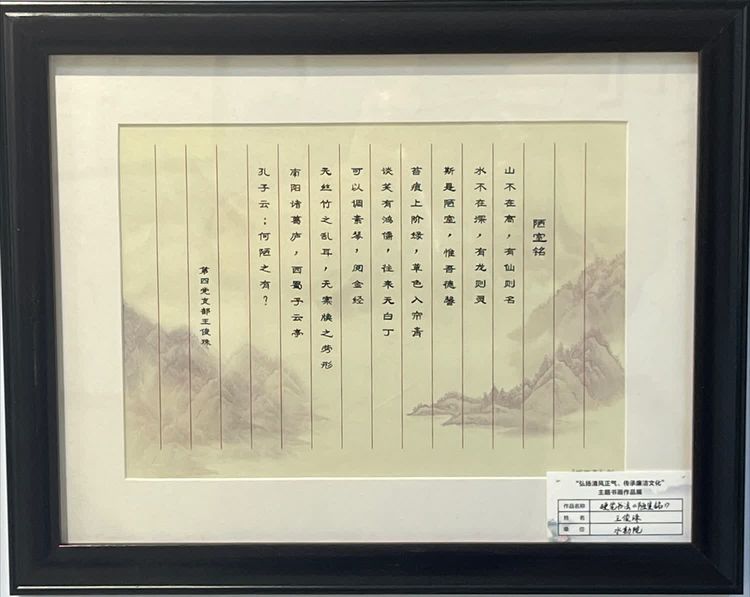 陋室铭
山不在高，有仙则名
水不在深，有龙则灵
斯是陋室，惟吾德馨
苔痕上阶绿，草色入帘青
谈笑有鸿儒，往来无白丁
可以调素琴，阅金经
无丝竹之乱耳，无案牍之劳形
南阳诸葛庐，西蜀子云亭
孔子云：何陋之有？
第四党支部王俊珠
“弘扬清风正气、传承廉洁文化”
主题书画作品展
作品名称 硬笔书法《陋室铭》
姓名 王俊珠
单位 水勘院